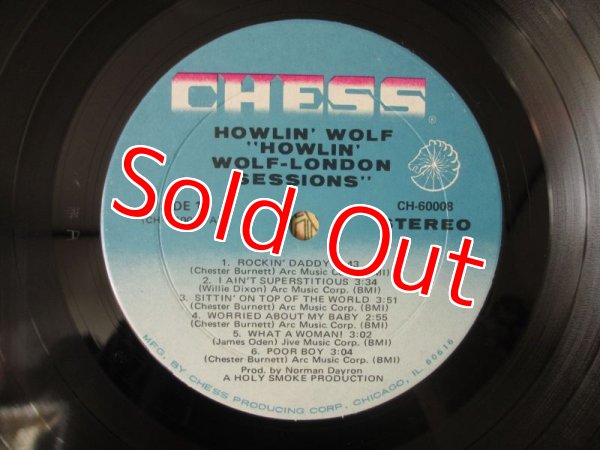 CHESS
®
HOWLIN' WOLF
"HOWLIN'
WOLF-LONDON
SESSIONS"
CH-60008
STEREO
Sold Out
1. ROCKIN' DADDY
(Chester Burnett) Arc Music Corp. (BMI)
2. I AIN'T SUPERSTITIOUS 3:34
(Willie Dixon) Arc Music Corp. (BMI)
3. SITTIN' ON TOP OF THE WORLD 3:51
(Chester Burnett) Arc Music Corp. (BMI)
4. WORRIED ABOUT MY BABY 2:55
(Chester Burnett) Arc Music Corp. (BMI)
5. WHAT A WOMAN! 3:02
(James Oden) Jive Music Corp. (BMI)
6. POOR BOY 3:04
(Chester Burnett) Arc Music Corp. (BMI)
Prod. by Norman Dayron
A HOLY SMOKE PRODUCTION
MFG. BY CHESS PRODUCING CORP., CHICAGO, IL 60616